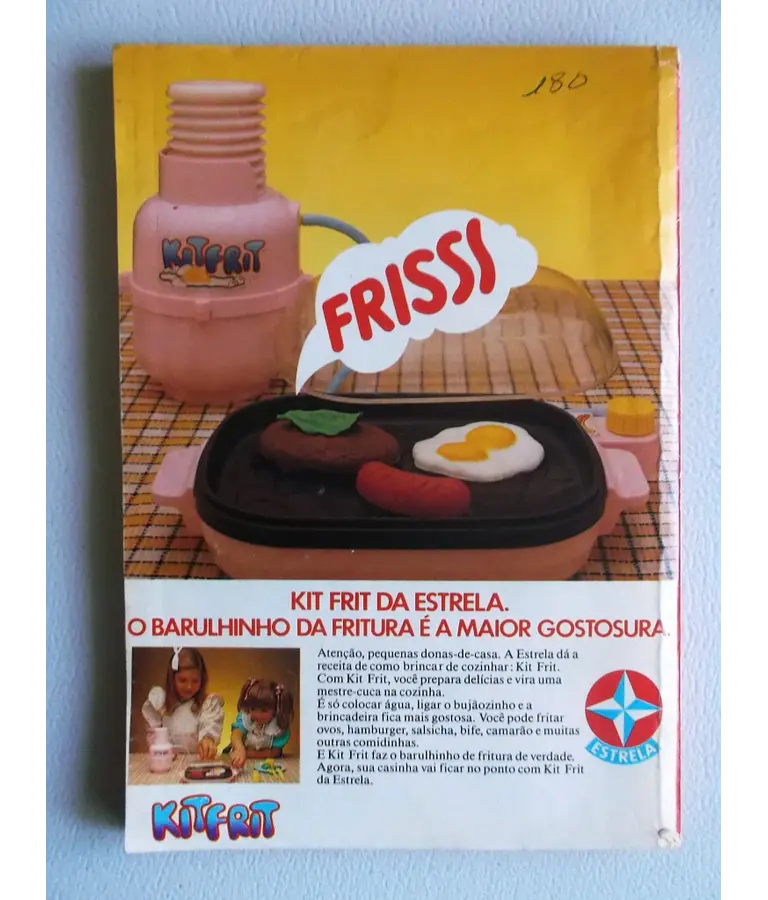 180
KITFRIT
FRISSI
KIT FRIT DA ESTRELA.
O BARULHINHO DA FRITURA É A MAIOR GOSTOSURA.
Atenção, pequenas donas-de-casa. A Estrela dá a
receita de como brincar de cozinhar: Kit Frit.
Com Kit Frit, você prepara delícias e vira uma
mestre-cuca na cozinha.
É só colocar água, ligar o bujãozinho e a
brincadeira fica mais gostosa. Você pode fritar
ovos, hamburger, salsicha, bife, camarão e muitas
outras comidinhas.
E Kit Frit faz o barulhinho de fritura de verdade.
Agora, sua casinha vai ficar no ponto com Kit Frit
da Estrela.
ESTRELA
KITFRIT